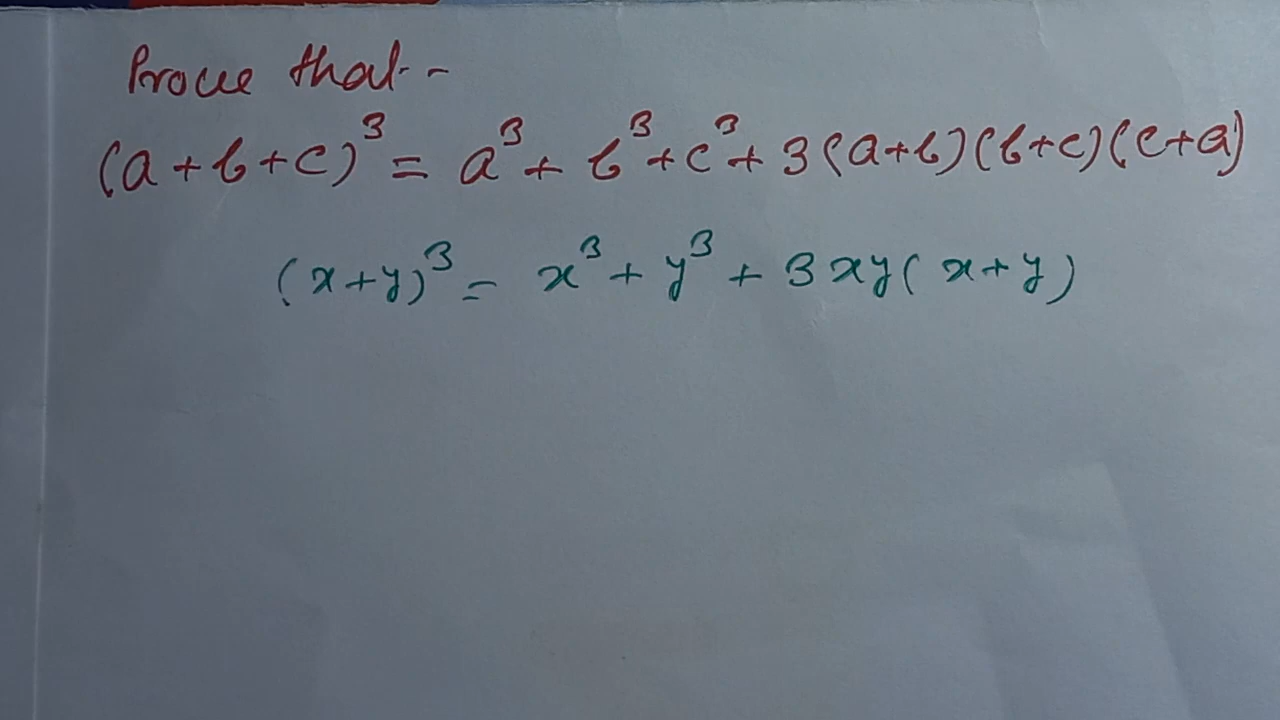 Prove that--
(a+b+c)³ = a³ + b³ + c³ + 3(a+b)(b+c)(c+a)
(x+y)³ = x³ + y³ + 3xy(x+y)